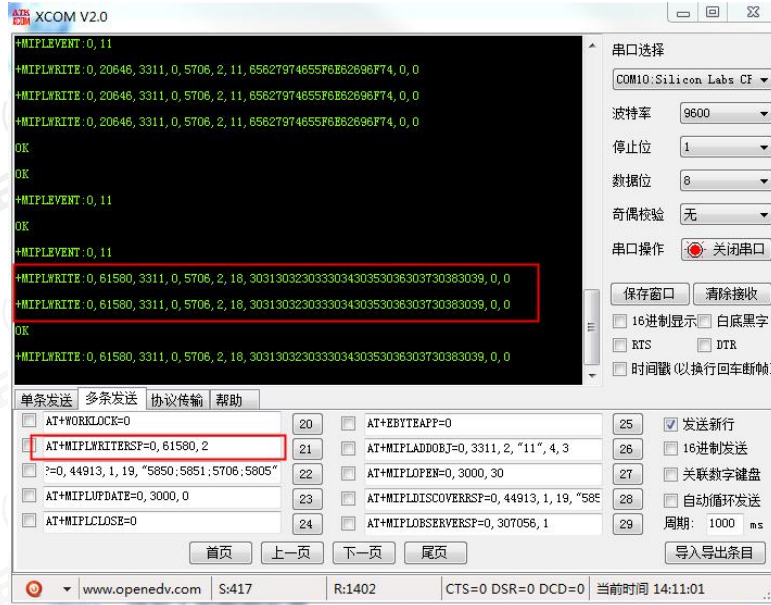 XCOM V2.0
+MIPLEVENT:0,11
+MIPLWRITE:0,20646,3311,0,5706,2,11,65627974655F6E62696F74,0,0
+MIPLWRITE:0,20646,3311,0,5706,2,11,65627974655F6E62696F74,0,0
+MIPLWRITE:0,20646,3311,0,5706,2,11,65627974655F6E62696F74,0,0
OK
OK
+MIPLEVENT:0,11
OK
+MIPLEVENT:0,11
+MIPLWRITE:0,61580,3311,0,5706,2,18,303130323033303430353036303730383039,0,0
+MIPLWRITE:0,61580,3311,0,5706,2,18,303130323033303430353036303730383039,0,0
OK
+MIPLWRITE:0,61580,3311,0,5706,2,18,303130323033303430353036303730383039,0,0
串口选择
COM10:Silicon Labs CF
波特率 9600
停止位 1
数据位 8
奇偶校验 无
串口操作 关闭串口
保存窗口 清除接收
16进制显示 白底黑字
RTS DTR
时间戳(以换行回车断帧)
单条发送 多条发送 协议传输 帮助
AT+WORKLOCK=0 20 AT+EBYTEAPP=0 25
AT+MIPLWRITERSP=0,61580,2 21 AT+MIPLADDOBJ=0,3311,2,"11",4,3 26
?=0,44913,1,19,"5850;5851;5706;5805" 22 AT+MIPLOPEN=0,3000,30 27
AT+MIPLUPDATE=0,3000,0 23 AT+MIPLDISCOVERRSP=0,44913,1,19,"585 28
AT+MIPLCLOSE=0 24 AT+MIPLOBSERVERSP=0,307056,1 29
首页 上一页 下一页 尾页
发送新行
16进制发送
关联数字键盘
自动循环发送
周期: 1000 ms
导入导出条目
www.openedv.com S:417 R:1402 CTS=0 DSR=0 DCD=0 当前时间 14:11:01